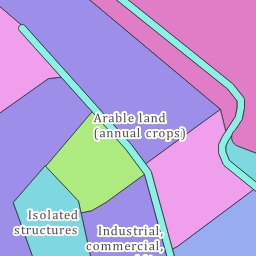 Arable land
(annual crops)
Isolated
structures
Industrial,
commercial,